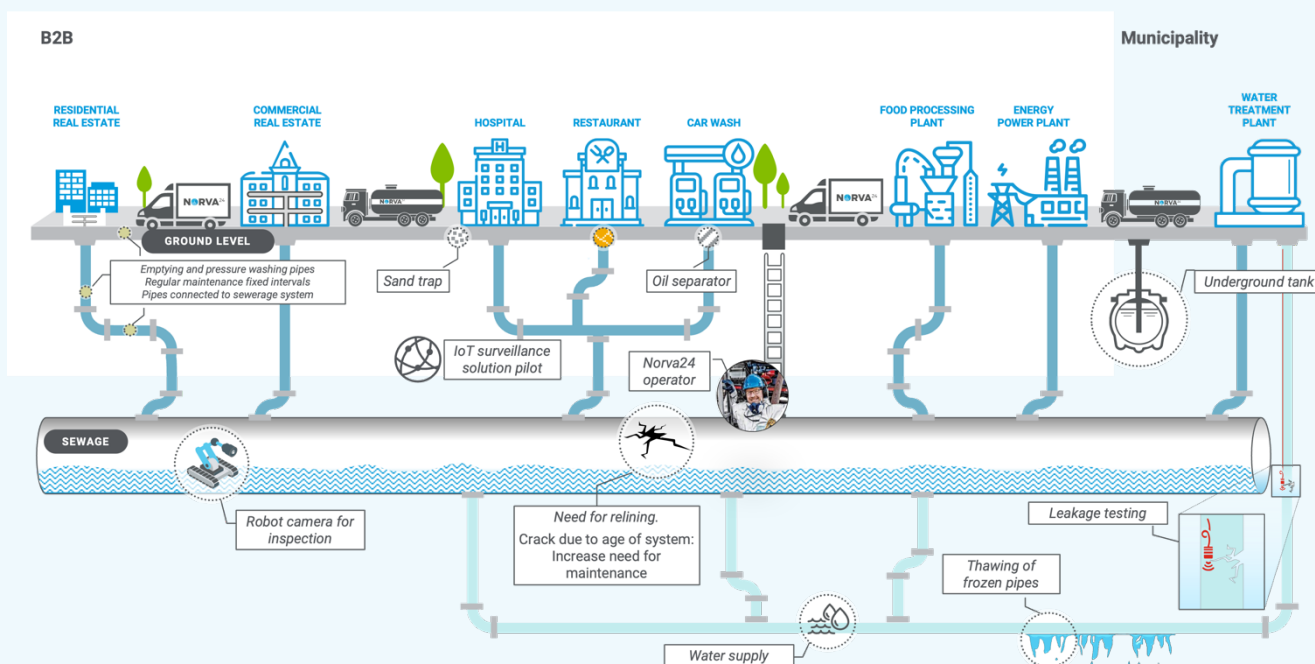 B2B
Municipality
RESIDENTIAL
REAL ESTATE
COMMERCIAL
REAL ESTATE
HOSPITAL
RESTAURANT
CAR WASH
FOOD PROCESSING
PLANT
ENERGY
POWER PLANT
WATER
TREATMENT
PLANT
H
NORVA24
NORVA24
NORVA24
NORVA24
GROUND LEVEL
Emptying and pressure washing pipes
Regular maintenance fixed intervals
Pipes connected to sewerage system
Sand trap
Oil separator
Underground tank
IoT surveillance
solution pilot
Norva24
operator
SEWAGE
Robot camera for
inspection
Need for relining.
Crack due to age of system:
Increase need for
maintenance
Leakage testing
Thawing of
frozen pipes
Water supply